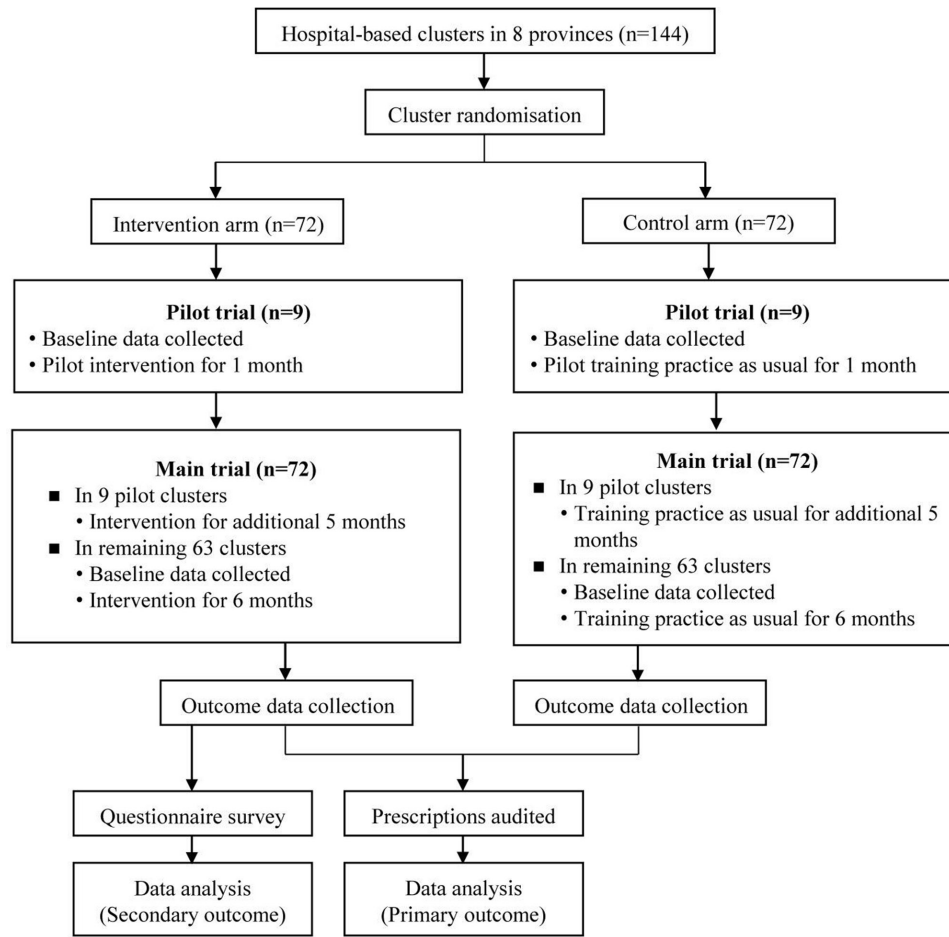 Hospital-based clusters in 8 provinces (n=144)
Cluster randomisation
Intervention arm (n=72)
Control arm (n=72)
Pilot trial (n=9)
• Baseline data collected
• Pilot intervention for 1 month
Pilot trial (n=9)
• Baseline data collected
• Pilot training practice as usual for 1 month
Main trial (n=72)
■ In 9 pilot clusters
• Intervention for additional 5 months
■ In remaining 63 clusters
• Baseline data collected
• Intervention for 6 months
Main trial (n=72)
■ In 9 pilot clusters
• Training practice as usual for additional 5
months
■ In remaining 63 clusters
• Baseline data collected
• Training practice as usual for 6 months
Outcome data collection
Outcome data collection
Questionnaire survey
Prescriptions audited
Data analysis
(Secondary outcome)
Data analysis
(Primary outcome)